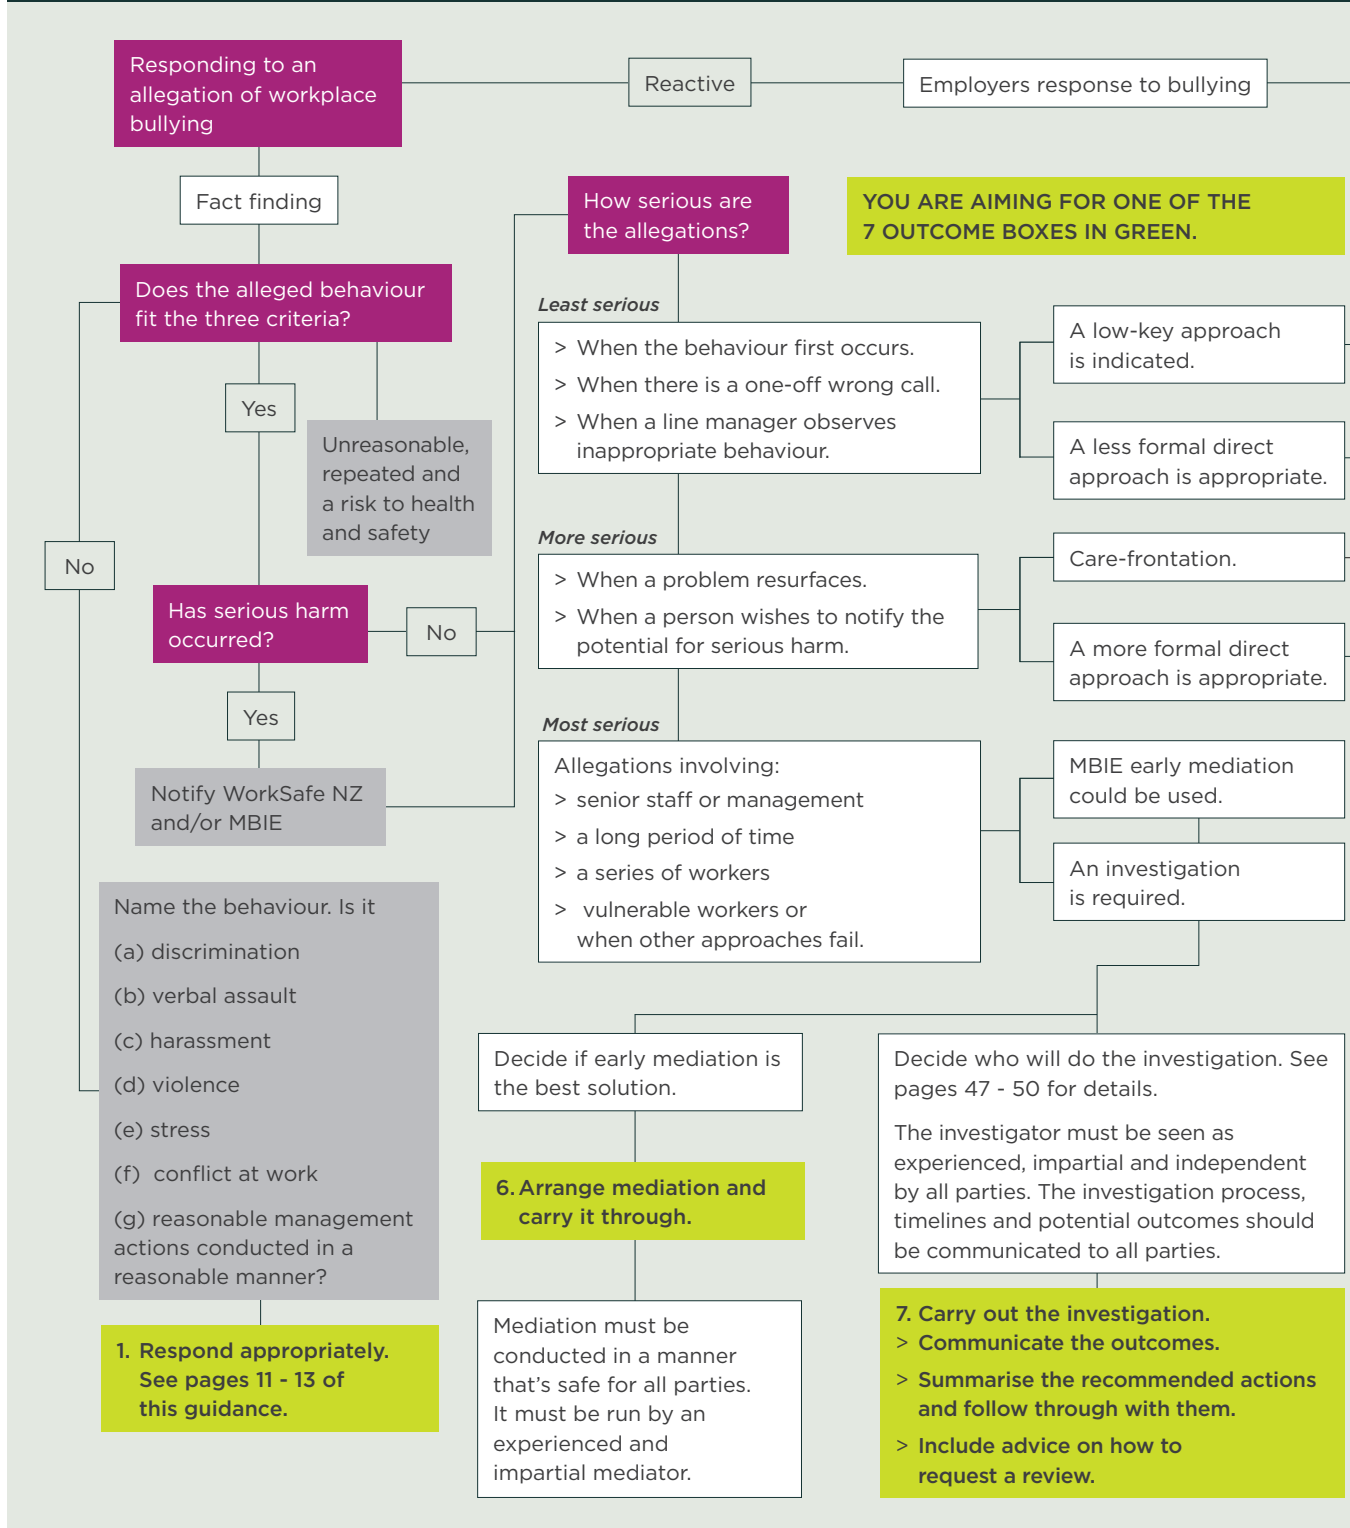 Responding to an
allegation of workplace
bullying
Reactive
Employers response to bullying
Fact finding
How serious are
the allegations?
YOU ARE AIMING FOR ONE OF THE
7 OUTCOME BOXES IN GREEN.
Does the alleged behaviour
fit the three criteria?
Yes
Unreasonable,
repeated and
a risk to health
and safety
No
Has serious harm
occurred?
No
Yes
Notify WorkSafe NZ
and/or MBIE
Name the behaviour. Is it
(a) discrimination
(b) verbal assault
(c) harassment
(d) violence
(e) stress
(f) conflict at work
(g) reasonable management
actions conducted in a
reasonable manner?
1. Respond appropriately.
See pages 11 - 13 of
this guidance.
Least serious
> When the behaviour first occurs.
> When there is a one-off wrong call.
> When a line manager observes
inappropriate behaviour.
A low-key approach
is indicated.
A less formal direct
approach is appropriate.
More serious
> When a problem resurfaces.
> When a person wishes to notify the
potential for serious harm.
Care-frontation.
A more formal direct
approach is appropriate.
Most serious
Allegations involving:
> senior staff or management
> a long period of time
> a series of workers
> vulnerable workers or
when other approaches fail.
MBIE early mediation
could be used.
An investigation
is required.
Decide if early mediation is
the best solution.
6. Arrange mediation and
carry it through.
Mediation must be
conducted in a manner
that's safe for all parties.
It must be run by an
experienced and
impartial mediator.
Decide who will do the investigation. See
pages 47 - 50 for details.
The investigator must be seen as
experienced, impartial and independent
by all parties. The investigation process,
timelines and potential outcomes should
be communicated to all parties.
7. Carry out the investigation.
> Communicate the outcomes.
> Summarise the recommended actions
and follow through with them.
> Include advice on how to
request a review.